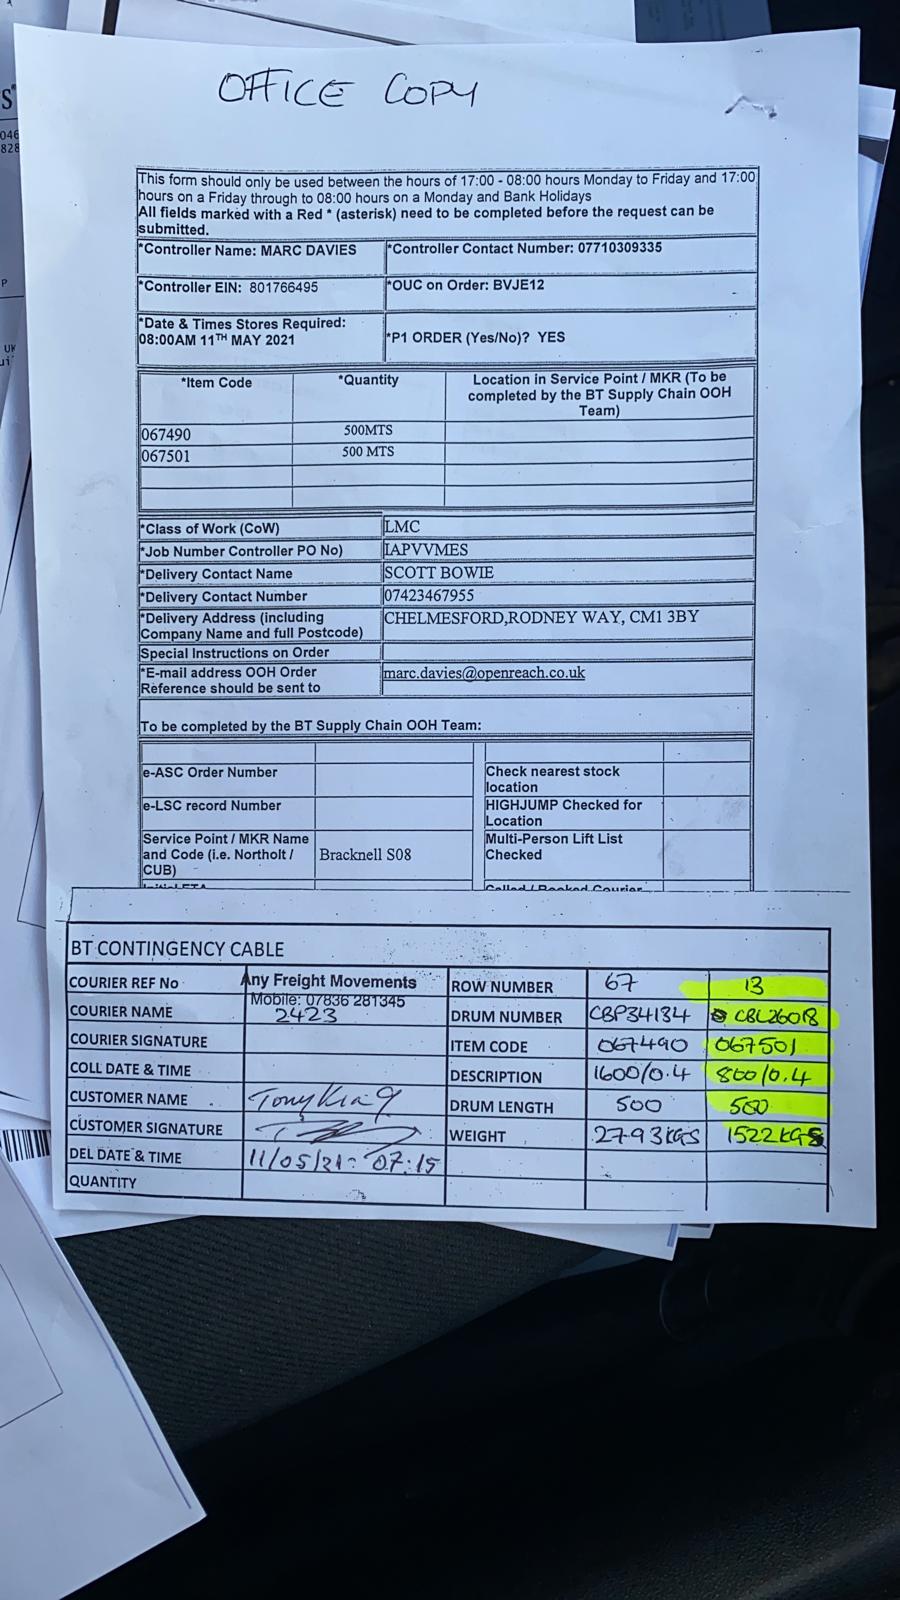 OFFICE COPY
This form should only be used between the hours of 17:00 - 08:00 hours Monday to Friday and 17:00
hours on a Friday through to 08:00 hours on a Monday and Bank Holidays
All fields marked with a Red * (asterisk) need to be completed before the request can be
submitted.
*Controller Name: MARC DAVIES *Controller Contact Number: 07710309335
*Controller EIN: 801766495 *OUC on Order: BVJE12
*Date & Times Stores Required:
08:00AM 11TH MAY 2021 *P1 ORDER (Yes/No)? YES
*Item Code *Quantity Location in Service Point / MKR (To be
completed by the BT Supply Chain OOH
Team)
067490 500MTS
067501 500 MTS
*Class of Work (CoW) LMC
*Job Number Controller PO No) IAPVVMES
*Delivery Contact Name SCOTT BOWIE
*Delivery Contact Number 07423467955
*Delivery Address (including CHELMESFORD,RODNEY WAY, CM1 3BY
Company Name and full Postcode)
Special Instructions on Order
*E-mail address OOH Order marc.davies@openreach.co.uk
Reference should be sent to
To be completed by the BT Supply Chain OOH Team:
e-ASC Order Number Check nearest stock
location
e-LSC record Number HIGHJUMP Checked for
Location
Service Point / MKR Name Multi-Person Lift List
and Code (i.e. Northolt / Bracknell S08 Checked
CUB)
Initial ETA Called / Booked Courier
BT CONTINGENCY CABLE
COURIER REF No Any Freight Movements ROW NUMBER 67 13
Mobile: 07836 281345
COURIER NAME 2423 DRUM NUMBER CBP34134 CBL26018
COURIER SIGNATURE ITEM CODE 067490 067501
COLL DATE & TIME DESCRIPTION 1600/0.4 800/0.4
CUSTOMER NAME Tony King DRUM LENGTH 500 500
CUSTOMER SIGNATURE WEIGHT 2793KGS 1522KGS
DEL DATE & TIME 11/05/21- 07:15
QUANTITY